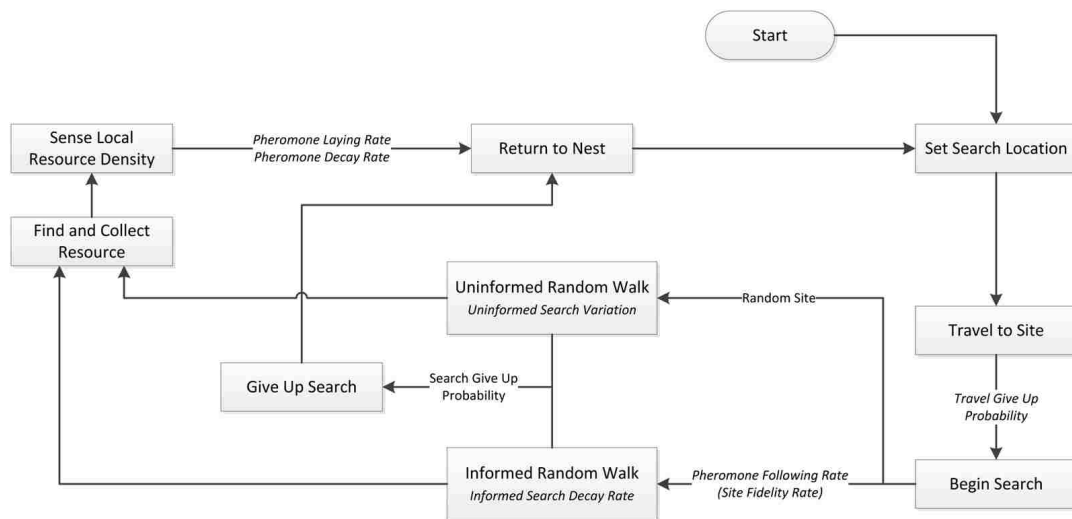 Start
Sense Local
Resource Density
Pheromone Laying Rate
Pheromone Decay Rate
Return to Nest
Set Search Location
Find and Collect
Resource
Uninformed Random Walk
Uninformed Search Variation
Random Site
Travel to Site
Give Up Search
Search Give Up
Probability
Travel Give Up
Probability
Informed Random Walk
Informed Search Decay Rate
Pheromone Following Rate
(Site Fidelity Rate)
Begin Search